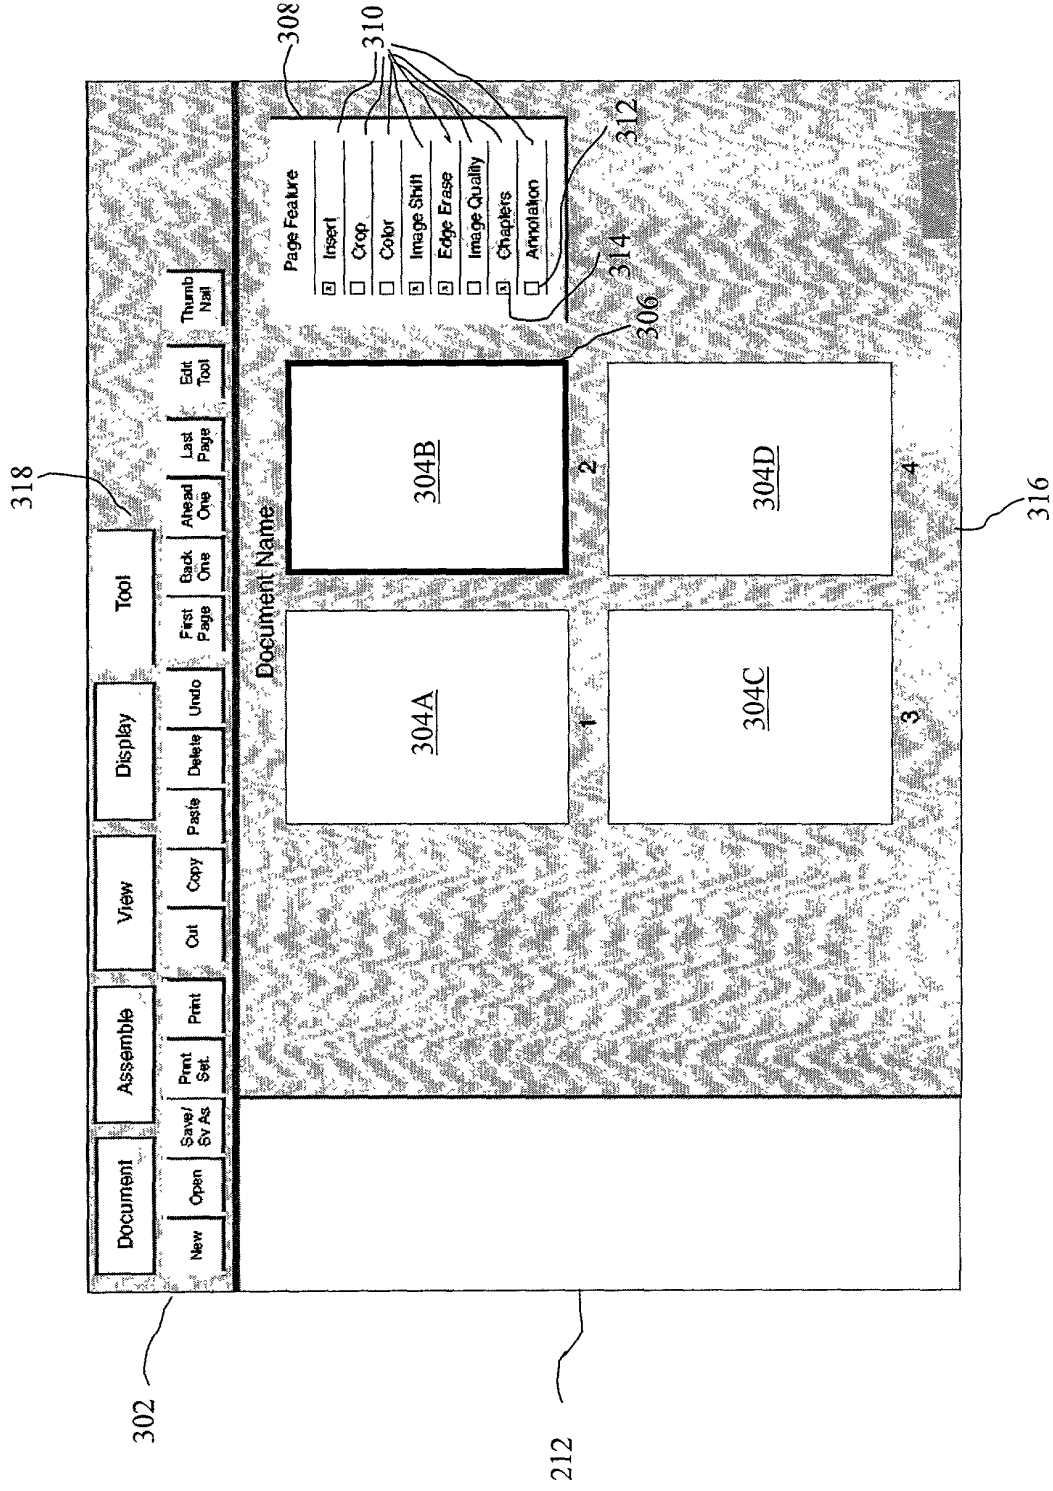 302
318
Document
Assemble
View
Display
Tool
New
Open
Save/
Sv As
Print
Set.
Print
Cut
Copy
Paste
Delete
Undo
First
Page
Back
One
Ahead
One
Last
Page
Edit
Tool
Thumb
Nail
Document Name
304A
1
304B
2
304C
3
304D
4
Page Feature
x Insert
Crop
Color
x Image Shift
x Edge Erase
Image Quality
x Chapters
Annotation
308
310
312
314
306
316
212